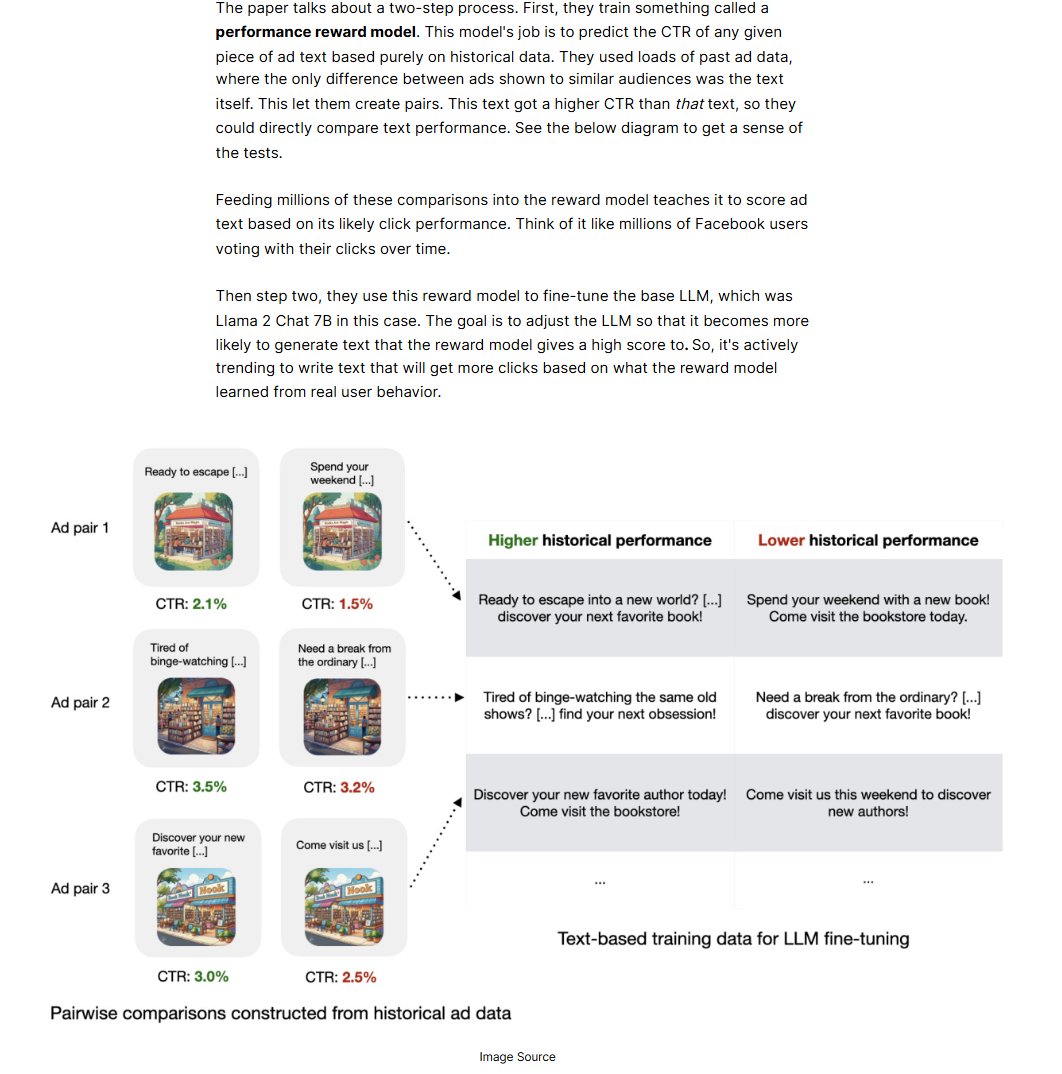 The paper talks about a two-step process. First, they train something called a
performance reward model. This model's job is to predict the CTR of any given
piece of ad text based purely on historical data. They used loads of past ad data,
where the only difference between ads shown to similar audiences was the text
itself. This let them create pairs. This text got a higher CTR than that text, so they
could directly compare text performance. See the below diagram to get a sense of
the tests.
Feeding millions of these comparisons into the reward model teaches it to score ad
text based on its likely click performance. Think of it like millions of Facebook users
voting with their clicks over time.
Then step two, they use this reward model to fine-tune the base LLM, which was
Llama 2 Chat 7B in this case. The goal is to adjust the LLM so that it becomes more
likely to generate text that the reward model gives a high score to. So, it's actively
trending to write text that will get more clicks based on what the reward model
learned from real user behavior.
Ad pair 1
Ready to escape [...]
CTR: 2.1%
Spend your
weekend [...]
CTR: 1.5%
Ad pair 2
Tired of
binge-watching [...]
CTR: 3.5%
Need a break from
the ordinary [...]
CTR: 3.2%
Ad pair 3
Discover your new
favorite [...]
Nook
CTR: 3.0%
Come visit us [...]
Nook
CTR: 2.5%
Pairwise comparisons constructed from historical ad data
Higher historical performance
Lower historical performance
Ready to escape into a new world? [...]
discover your next favorite book!
Spend your weekend with a new book!
Come visit the bookstore today.
Tired of binge-watching the same old
shows? [...] find your next obsession!
Need a break from the ordinary? [...]
discover your next favorite book!
Discover your new favorite author today!
Come visit the bookstore!
Come visit us this weekend to discover
new authors!
...
...
Text-based training data for LLM fine-tuning
Image Source